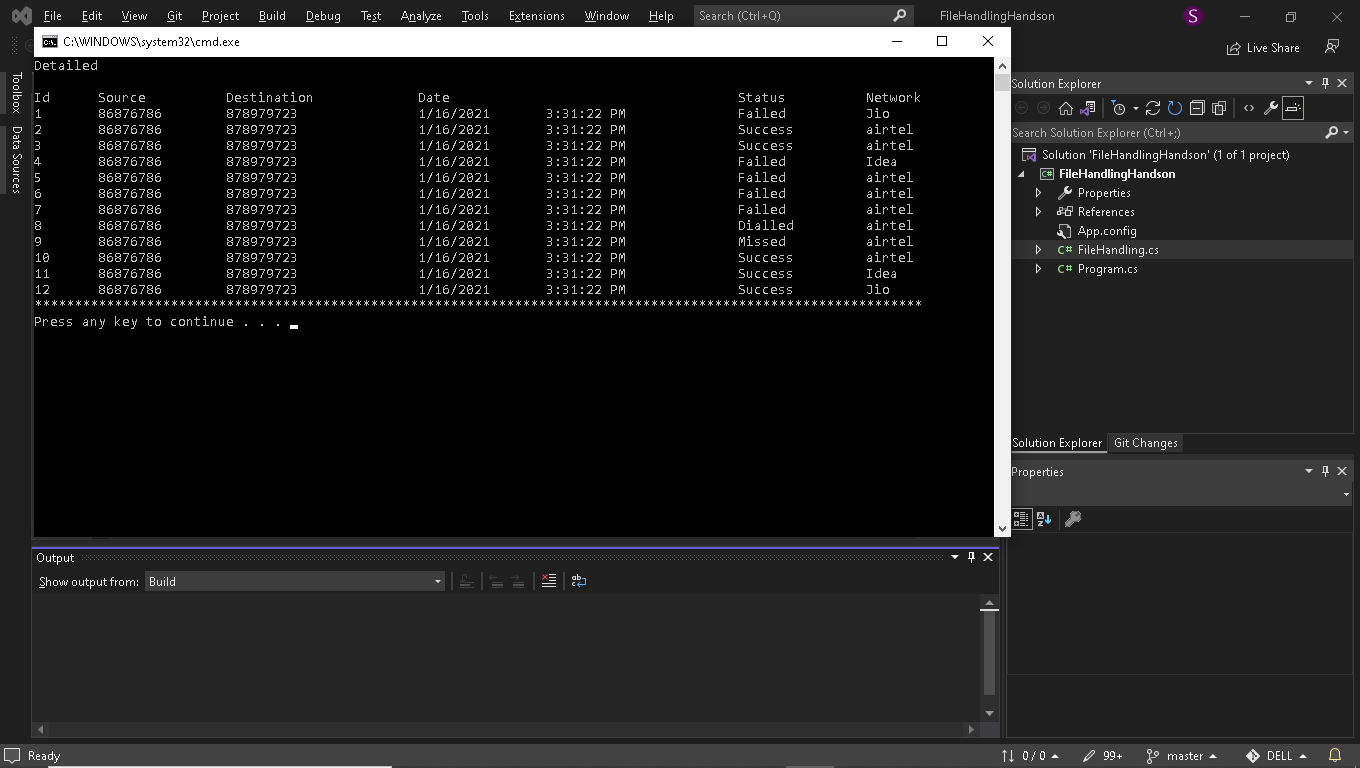 File Edit View Git Project Build Debug Test Analyze Tools Extensions Window Help Search (Ctrl+Q) FileHandlingHandson S
Live Share
C:\WINDOWS\system32\cmd.exe
Detailed
Id Source Destination Date Status Network
1 86876786 878979723 1/16/2021 3:31:22 PM Failed Jio
2 86876786 878979723 1/16/2021 3:31:22 PM Success airtel
3 86876786 878979723 1/16/2021 3:31:22 PM Success airtel
4 86876786 878979723 1/16/2021 3:31:22 PM Failed Idea
5 86876786 878979723 1/16/2021 3:31:22 PM Failed airtel
6 86876786 878979723 1/16/2021 3:31:22 PM Failed airtel
7 86876786 878979723 1/16/2021 3:31:22 PM Failed airtel
8 86876786 878979723 1/16/2021 3:31:22 PM Dialled airtel
9 86876786 878979723 1/16/2021 3:31:22 PM Missed airtel
10 86876786 878979723 1/16/2021 3:31:22 PM Success airtel
11 86876786 878979723 1/16/2021 3:31:22 PM Success Idea
12 86876786 878979723 1/16/2021 3:31:22 PM Success Jio
***************************************************************************************************************
Press any key to continue . . .
Toolbox
Data Sources
Solution Explorer
Search Solution Explorer (Ctrl+;)
Solution 'FileHandlingHandson' (1 of 1 project)
C# FileHandlingHandson
Properties
References
App.config
C# FileHandling.cs
C# Program.cs
Solution Explorer Git Changes
Properties
Output
Show output from: Build
Ready 0 / 0 99+ master DELL